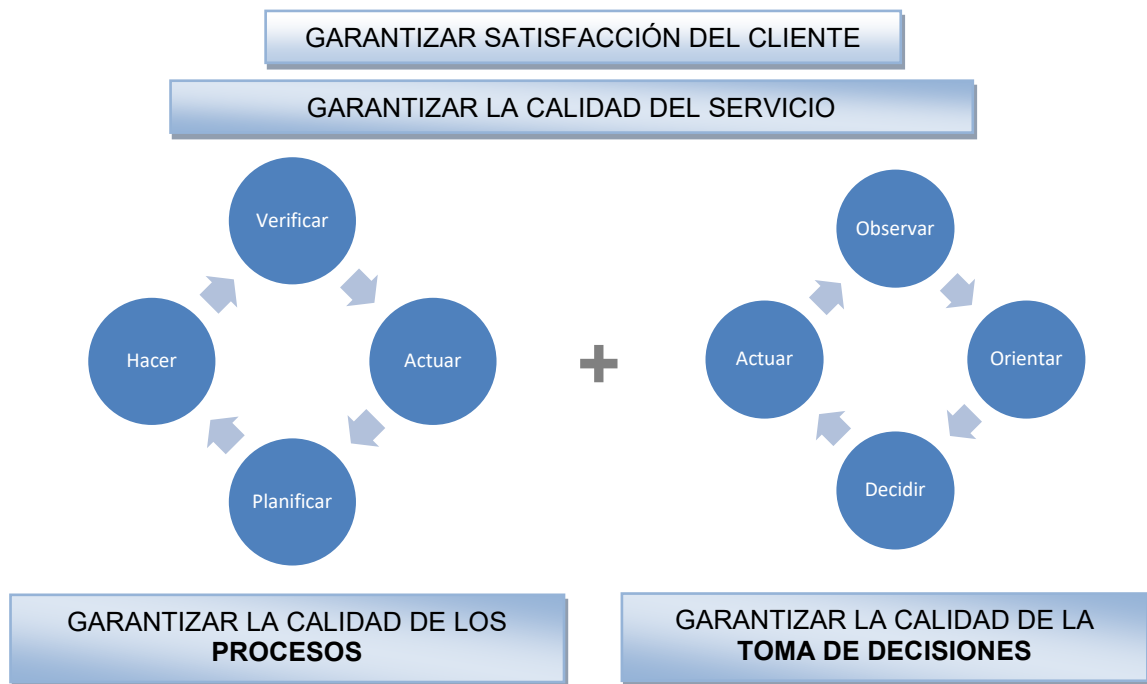 GARANTIZAR SATISFACCIÓN DEL CLIENTE
GARANTIZAR LA CALIDAD DEL SERVICIO
Verificar
Hacer
Actuar
Planificar
+
Observar
Actuar
Orientar
Decidir
GARANTIZAR LA CALIDAD DE LOS
PROCESOS
GARANTIZAR LA CALIDAD DE LA
TOMA DE DECISIONES